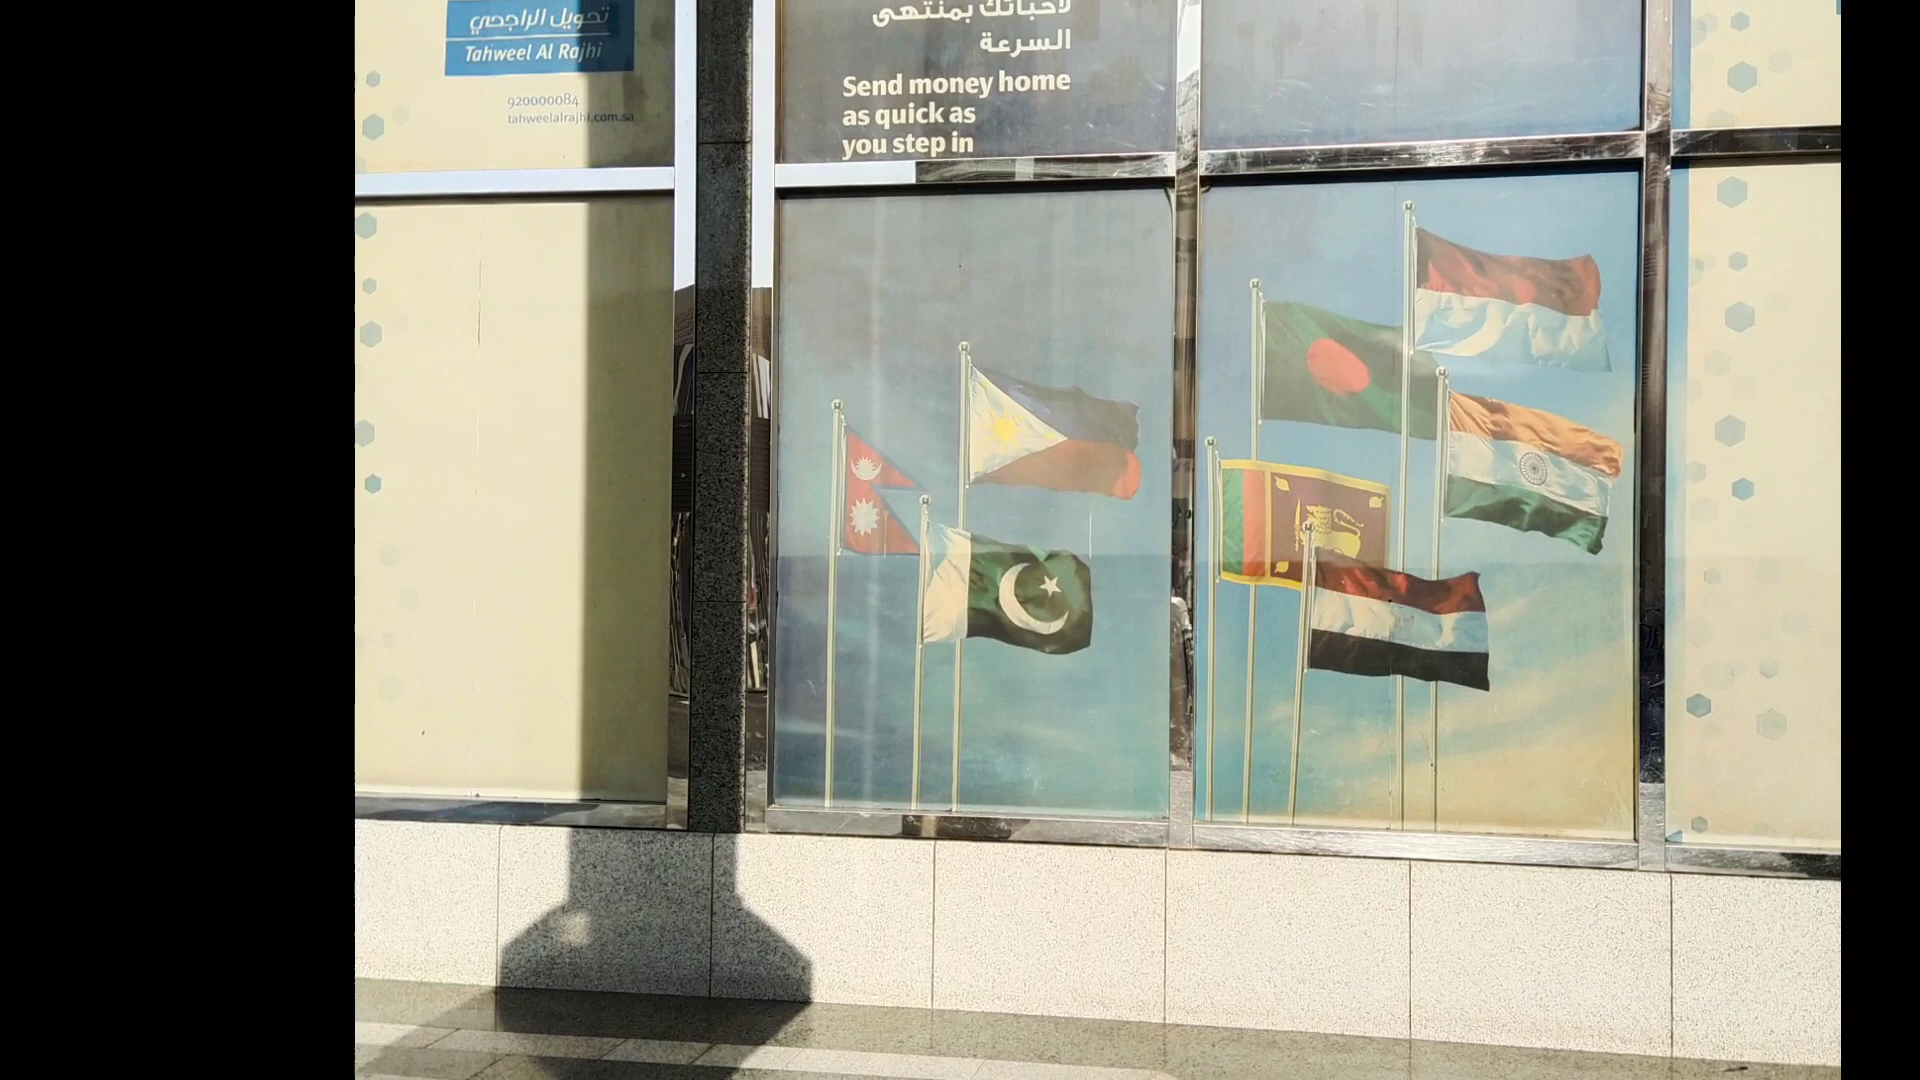 تحويل الراجحي
Tahweel Al Rajhi
920000084
tahweelalrajhi.com.sa
لأحبائك بمنتهى
السرعة
Send money home
as quick as
you step in